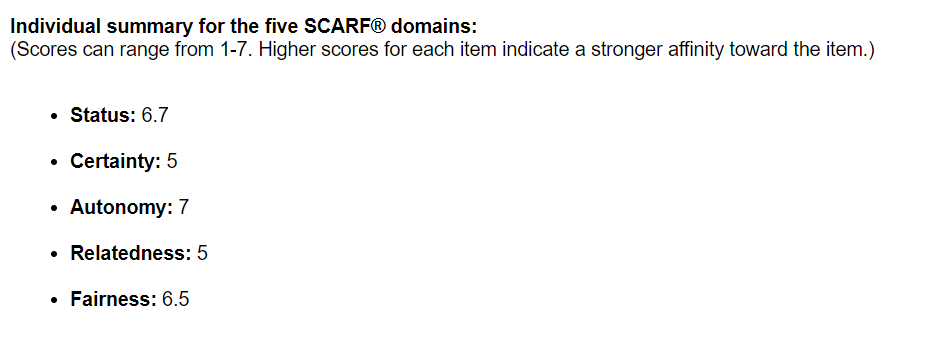 Individual summary for the five SCARF® domains:
(Scores can range from 1-7. Higher scores for each item indicate a stronger affinity toward the item.)
• Status: 6.7
• Certainty: 5
• Autonomy: 7
• Relatedness: 5
• Fairness: 6.5